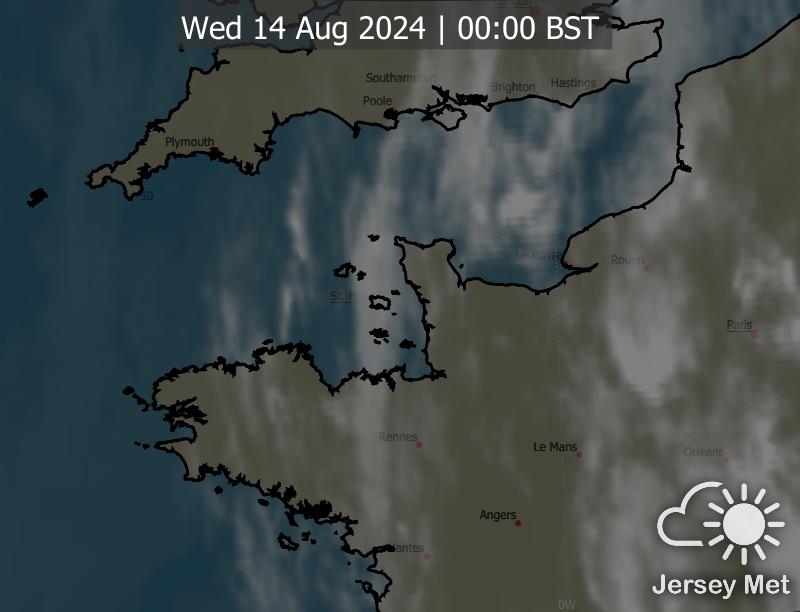 London
Wed 14 Aug 2024 | 00:00 BST
Southampton
Brighton
Hastings
Poole
Plymouth
50
Le Havre
Rouen
St. H
Paris
Rennes
Le Mans
Orleans
Angers
Nantes
Jersey Met
0W